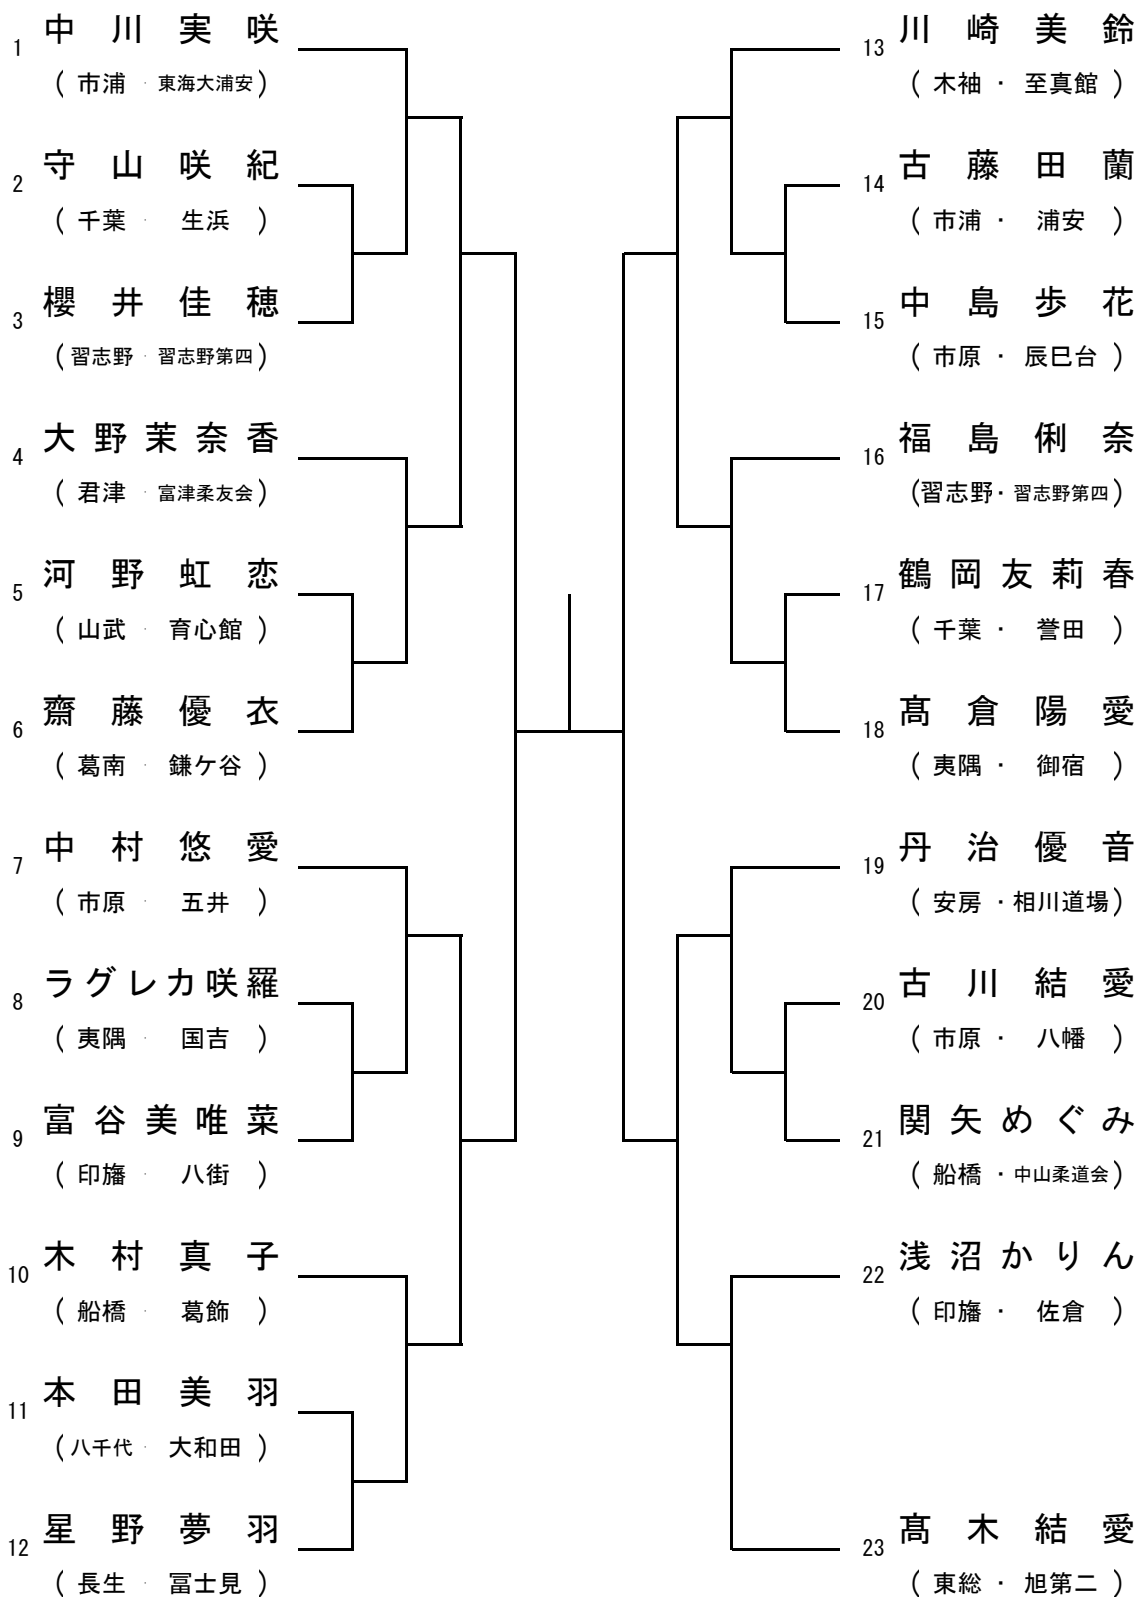 1 中川実咲
(市浦・東海大浦安)
2 守山咲紀
(千葉・生浜)
3 櫻井佳穂
(習志野・習志野第四)
4 大野茉奈香
(君津・富津柔友会)
5 河野虹恋
(山武・育心館)
6 齋藤優衣
(葛南・鎌ケ谷)
7 中村悠愛
(市原・五井)
8 ラグレカ咲羅
(夷隅・国吉)
9 富谷美唯菜
(印旛・八街)
10 木村真子
(船橋・葛飾)
11 本田美羽
(八千代・大和田)
12 星野夢羽
(長生・冨士見)
13 川崎美鈴
(木袖・至真館)
14 古藤田蘭
(市浦・浦安)
15 中島歩花
(市原・辰巳台)
16 福島俐奈
(習志野・習志野第四)
17 鶴岡友莉春
(千葉・誉田)
18 髙倉陽愛
(夷隅・御宿)
19 丹治優音
(安房・相川道場)
20 古川結愛
(市原・八幡)
21 関矢めぐみ
(船橋・中山柔道会)
22 浅沼かりん
(印旛・佐倉)
23 髙木結愛
(東総・旭第二)